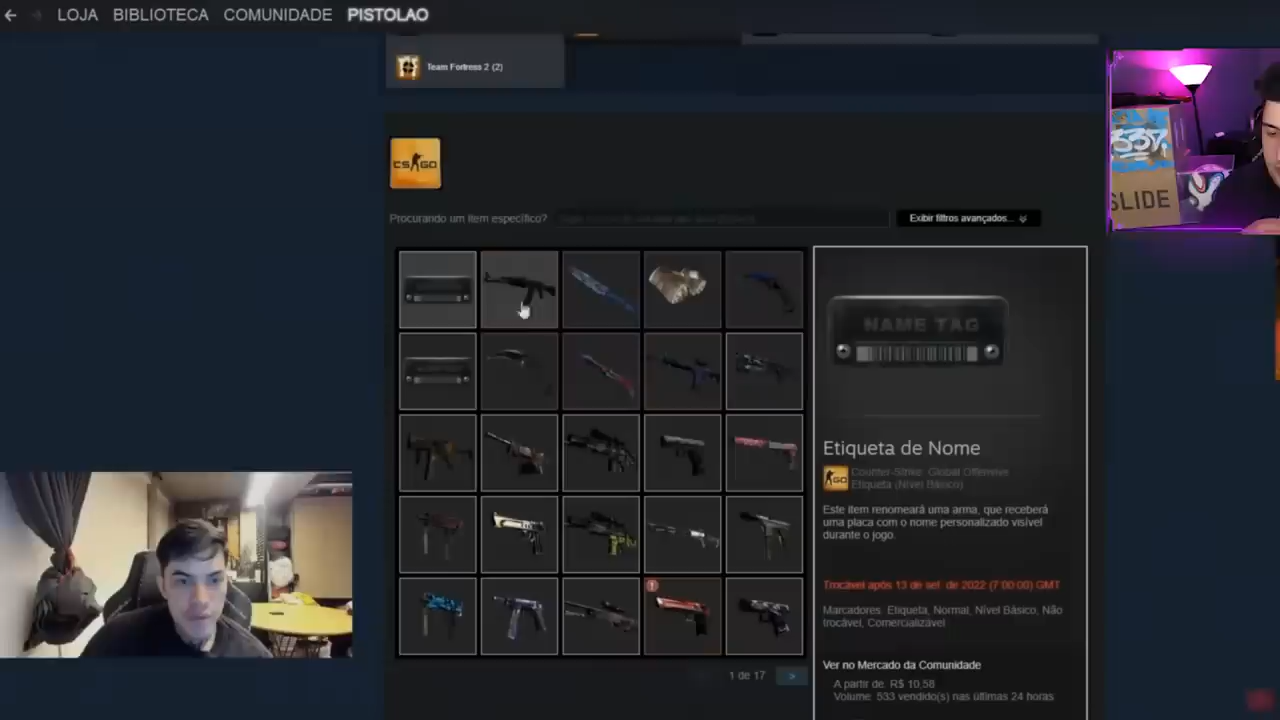 LOJA BIBLIOTECA COMUNIDADE PISTOLAO
Team Fortress 2 (2)
CS GO
Procurando um item específico?
Exibir filtros avançados...
S37.
SLIDE
NAME TAG
Etiqueta de Nome
GO
Counter-Strike: Global Offensive
Etiqueta (Nível Básico)
Este item renomeará uma arma, que receberá
uma placa com o nome personalizado visível
durante o jogo.
Trocável após 13 de set. de 2022 (7:00:00) GMT
Marcadores: Etiqueta, Normal, Nível Básico, Não
trocável, Comercializável
1 de 17 >
Ver no Mercado da Comunidade
A partir de: R$ 10,58
Volume: 533 vendido(s) nas últimas 24 horas